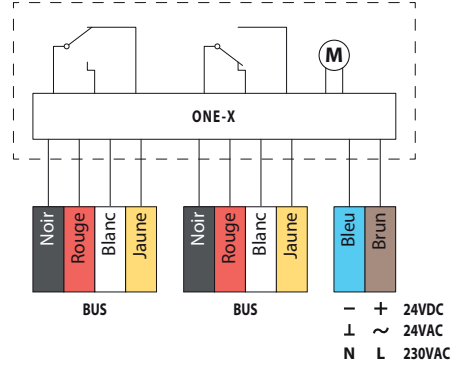 M
ONE-X
Noir Rouge Blanc Jaune Noir Rouge Blanc Jaune Bleu Brun
BUS BUS
− + 24VDC
⊥ ~ 24VAC
N L 230VAC